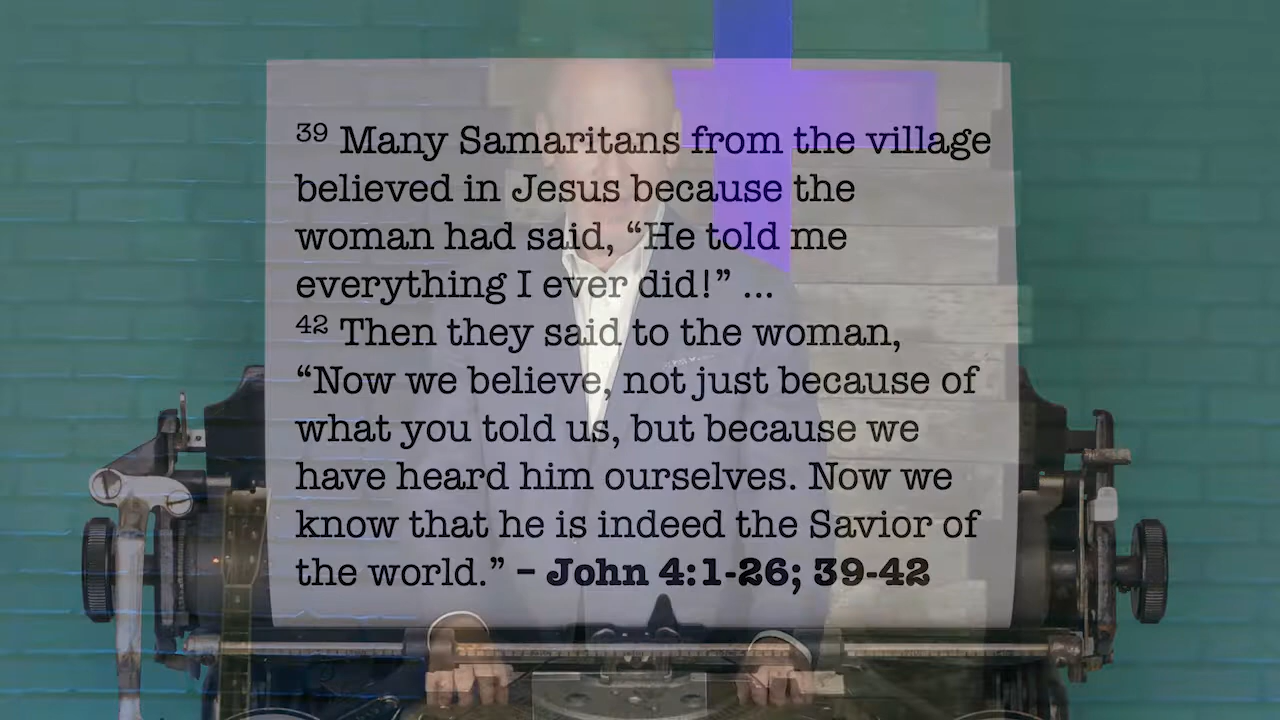 39 Many Samaritans from the village
believed in Jesus because the
woman had said, “He told me
everything I ever did!” ...
42 Then they said to the woman,
“Now we believe, not just because of
what you told us, but because we
have heard him ourselves. Now we
know that he is indeed the Savior of
the world.” – John 4:1-26; 39-42